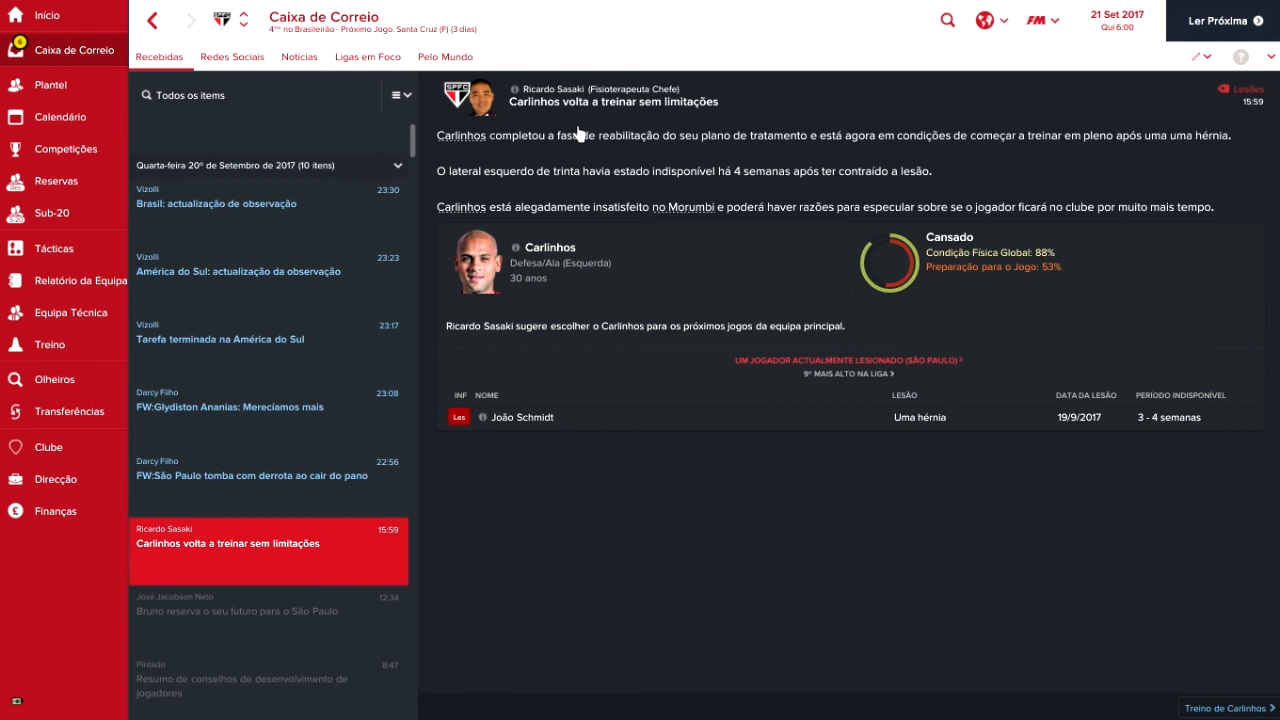 Início
6
Caixa de Correio
Plantel
Calendário
Competições
Res
Reservas
S-20
Sub-20
Tácticas
Relatório da Equipa
Equipa Técnica
Treino
Olheiros
Transferências
Clube
Direcção
£
Finanças
Caixa de Correio
4º no Brasileirão - Próximo Jogo: Santa Cruz (F) (3 dias)
FM
21 Set 2017
Qui 6:00
Ler Próxima
Recebidas
Redes Sociais
Notícias
Ligas em Foco
Pelo Mundo
?
Todos os items
Quarta-feira 20º de Setembro de 2017 (10 itens)
Vizolli
23:30
Brasil: actualização de observação
Vizolli
23:23
América do Sul: actualização da observação
Vizolli
23:17
Tarefa terminada na América do Sul
Darcy Filho
23:08
FW:Glydiston Ananias: Merecíamos mais
Darcy Filho
22:56
FW:São Paulo tomba com derrota ao cair do pano
Ricardo Sasaki
15:59
Carlinhos volta a treinar sem limitações
José Jacobson Neto
12:34
Bruno reserva o seu futuro para o São Paulo
Pintado
8:47
Resumo de conselhos de desenvolvimento de
jogadores
SPFC
Ricardo Sasaki (Fisioterapeuta Chefe)
Carlinhos volta a treinar sem limitações
Lesões
15:59
Carlinhos completou a fase de reabilitação do seu plano de tratamento e está agora em condições de começar a treinar em pleno após uma uma hérnia.
O lateral esquerdo de trinta havia estado indisponível há 4 semanas após ter contraído a lesão.
Carlinhos está alegadamente insatisfeito no Morumbi e poderá haver razões para especular sobre se o jogador ficará no clube por muito mais tempo.
Carlinhos
Defesa/Ala (Esquerda)
30 anos
Cansado
Condição Física Global: 88%
Preparação para o Jogo: 53%
Ricardo Sasaki sugere escolher o Carlinhos para os próximos jogos da equipa principal.
UM JOGADOR ACTUALMENTE LESIONADO (SÃO PAULO)
9º MAIS ALTO NA LIGA
INF NOME LESÃO DATA DA LESÃO PERÍODO INDISPONÍVEL
Les João Schmidt Uma hérnia 19/9/2017 3 - 4 semanas
Treino de Carlinhos